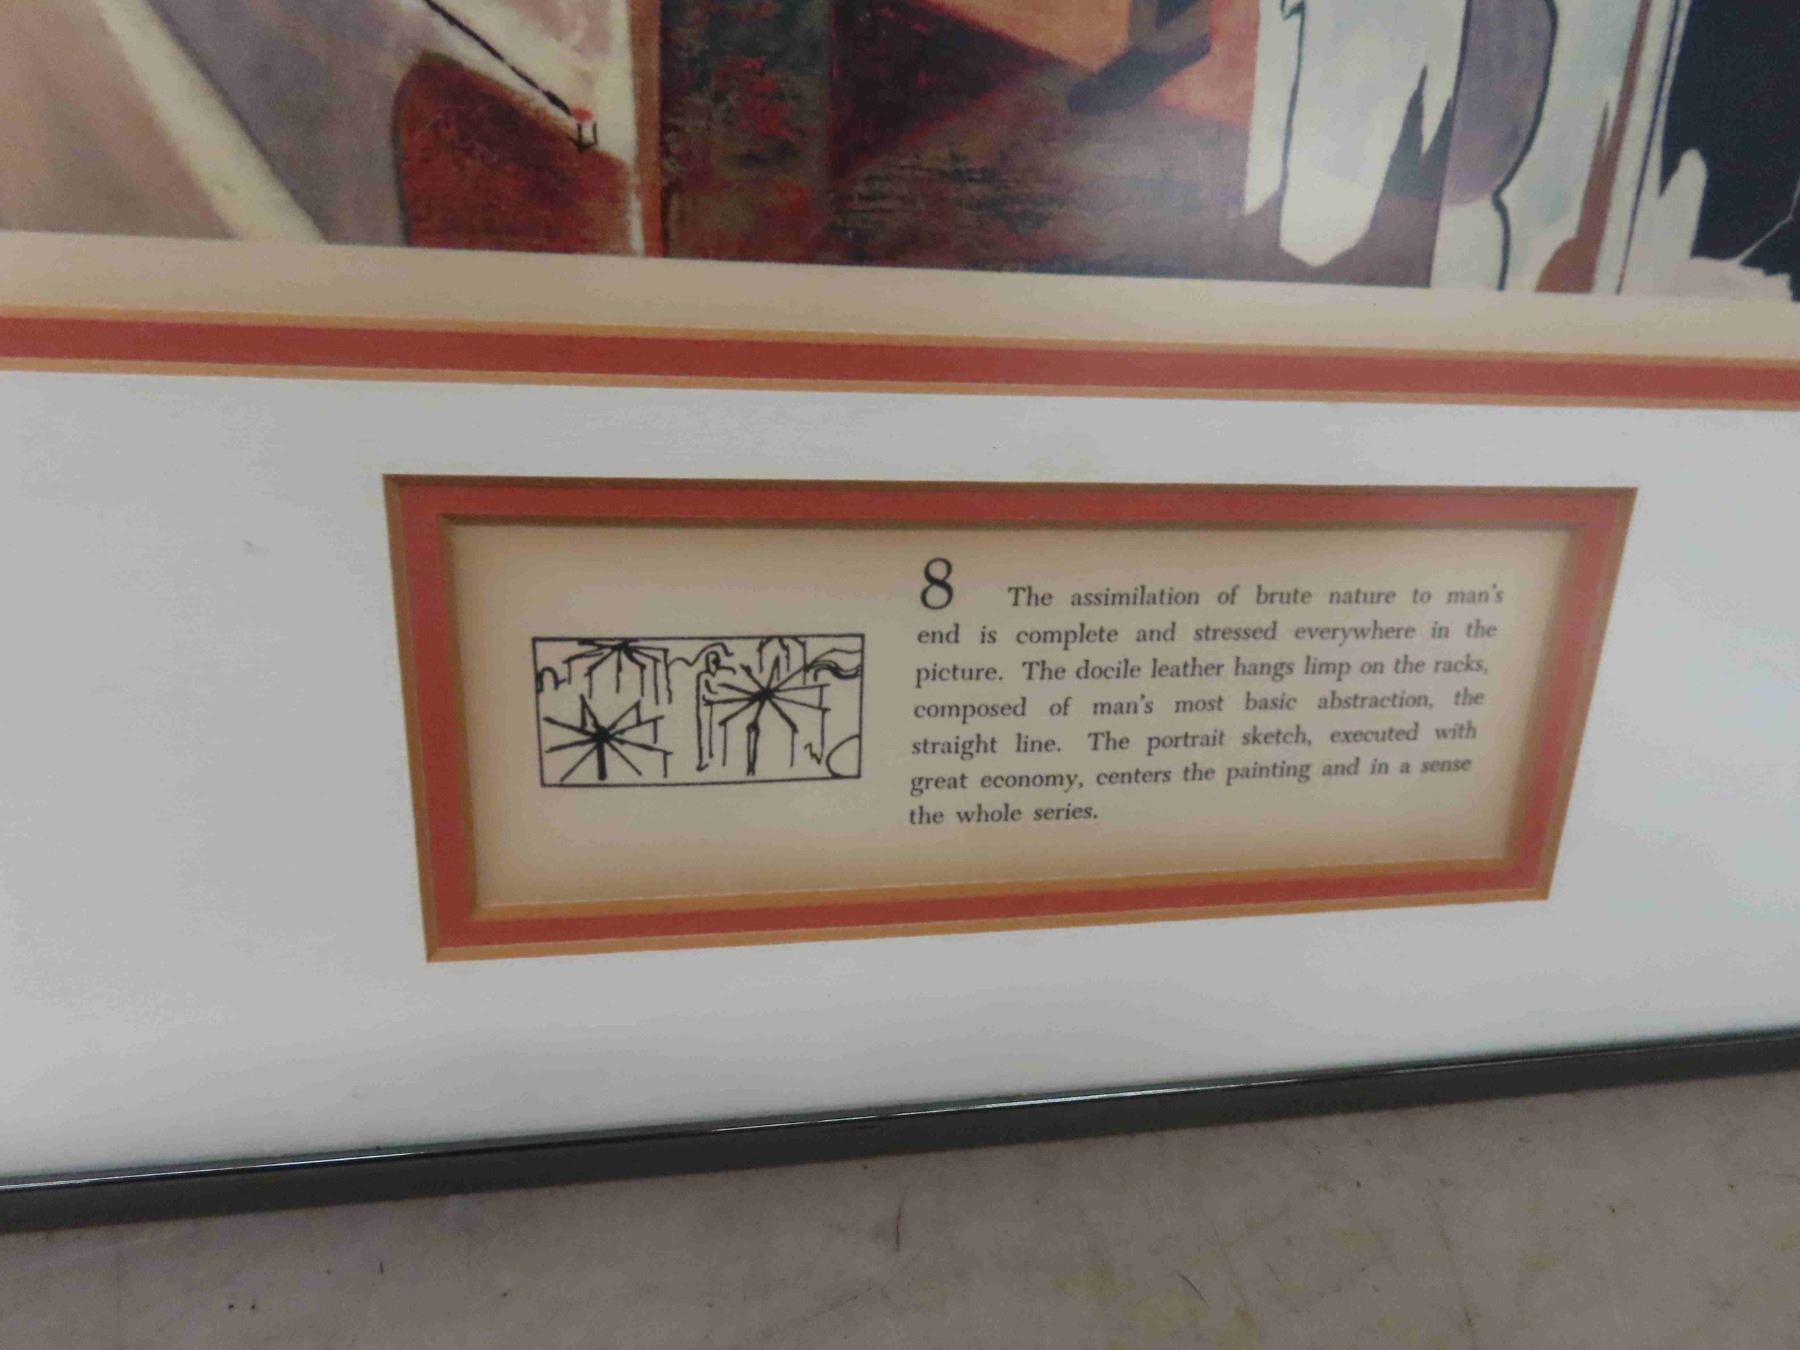 8 The assimilation of brute nature to man's
end is complete and stressed everywhere in the
picture. The docile leather hangs limp on the racks,
composed of man's most basic abstraction, the
straight line. The portrait sketch, executed with
great economy, centers the painting and in a sense
the whole series.